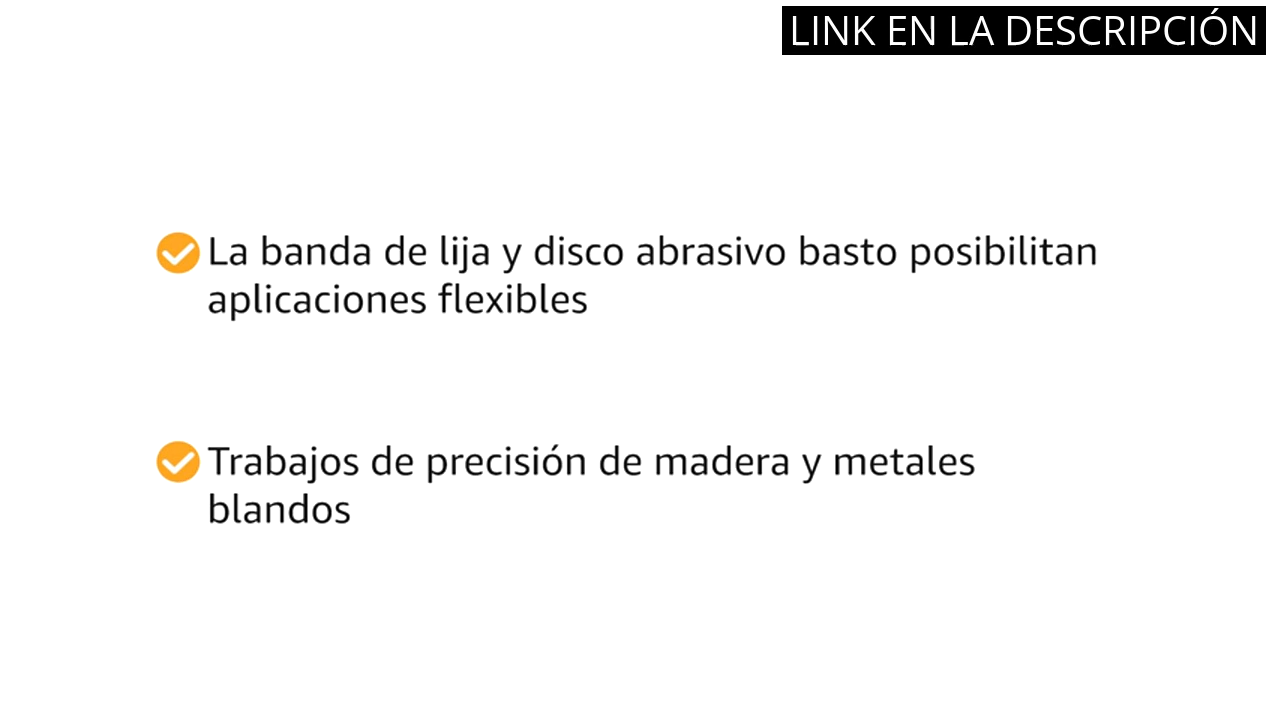 LINK EN LA DESCRIPCIÓN
La banda de lija y disco abrasivo basto posibilitan
aplicaciones flexibles
Trabajos de precisión de madera y metales
blandos